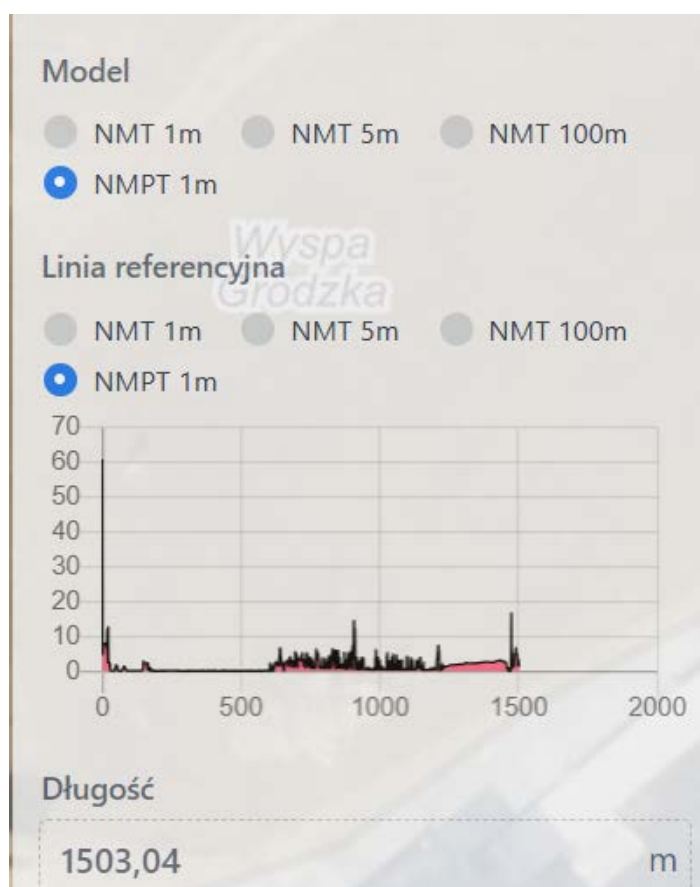 Model
NMT 1m NMT 5m NMT 100m
NMPT 1m
Wyspa
Grodzka
Linia referencyjna
NMT 1m NMT 5m NMT 100m
NMPT 1m
70
60
50
40
30
20
10
0
0 500 1000 1500 2000
Długość
1503,04 m